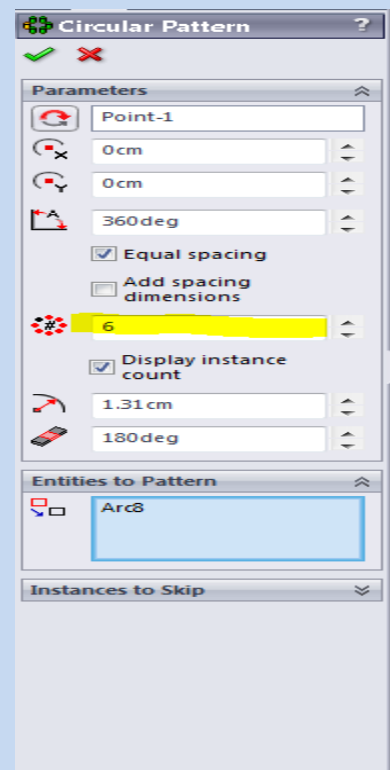 Circular Pattern ?
Parameters
Point-1
X 0cm
Y 0cm
A 360deg
Equal spacing
Add spacing
dimensions
# 6
Display instance
count
1.31cm
180deg
Entities to Pattern
Arc8
Instances to Skip